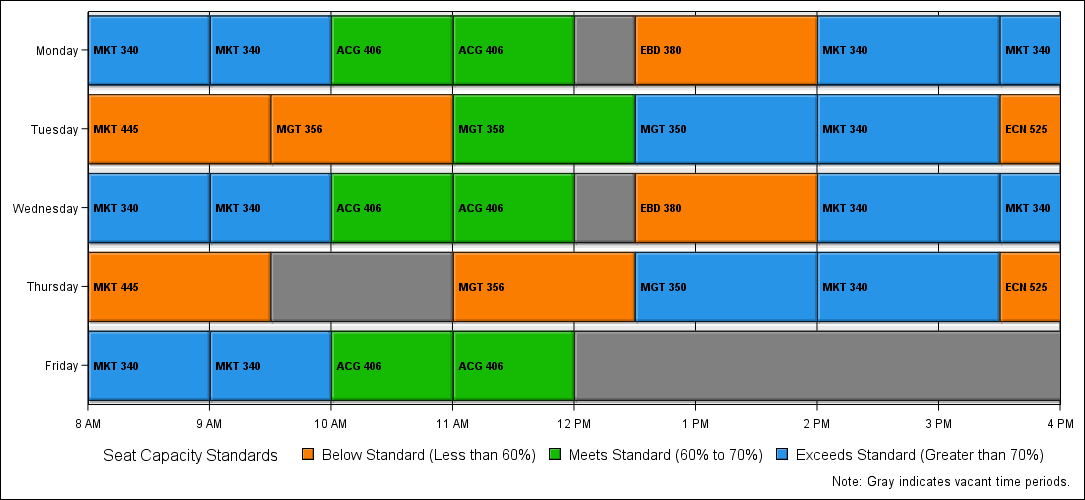 Monday MKT 340 MKT 340 ACG 406 ACG 406 EBD 380 MKT 340 MKT 340
Tuesday MKT 445 MGT 356 MGT 358 MGT 350 MKT 340 ECN 525
Wednesday MKT 340 MKT 340 ACG 406 ACG 406 EBD 380 MKT 340 MKT 340
Thursday MKT 445 MGT 356 MGT 350 MKT 340 ECN 525
Friday MKT 340 MKT 340 ACG 406 ACG 406
8 AM 9 AM 10 AM 11 AM 12 PM 1 PM 2 PM 3 PM 4 PM
Seat Capacity Standards Below Standard (Less than 60%) Meets Standard (60% to 70%) Exceeds Standard (Greater than 70%)
Note: Gray indicates vacant time periods.